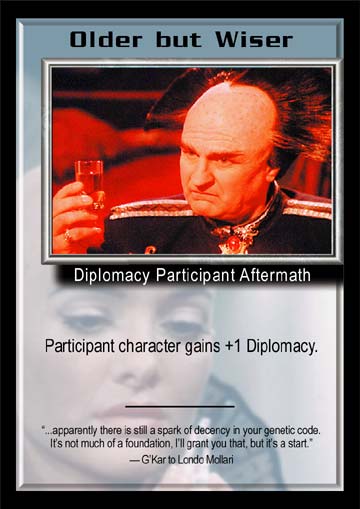 Older but Wiser
Diplomacy Participant Aftermath
Participant character gains +1 Diplomacy.
“...apparently there is still a spark of decency in your genetic code.
It’s not much of a foundation, I’ll grant you that, but it’s a start.”
— G’Kar to Londo Mollari